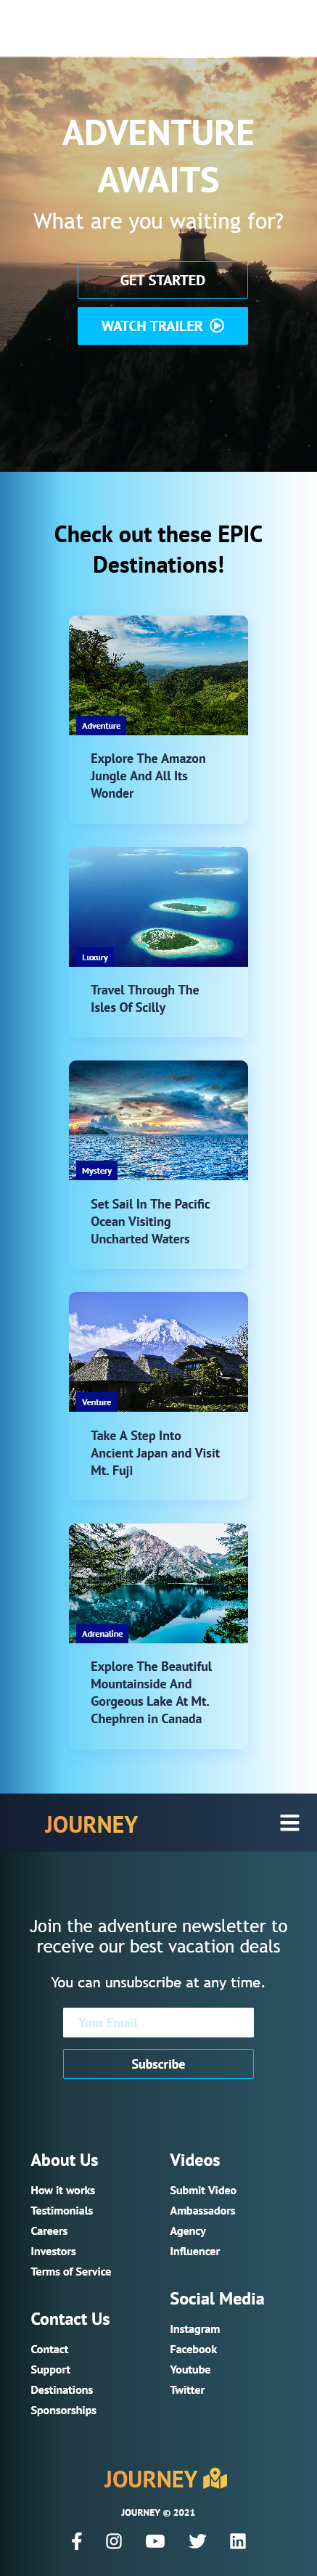 ADVENTURE
AWAITS
What are you waiting for?
GET STARTED
WATCH TRAILER
Check out these EPIC
Destinations!
Adventure
Explore The Amazon
Jungle And All Its
Wonder
Luxury
Travel Through The
Isles Of Scilly
Mystery
Set Sail In The Pacific
Ocean Visiting
Uncharted Waters
Venture
Take A Step Into
Ancient Japan and Visit
Mt. Fuji
Adrenaline
Explore The Beautiful
Mountainside And
Gorgeous Lake At Mt.
Chephren in Canada
JOURNEY
Join the adventure newsletter to
receive our best vacation deals
You can unsubscribe at any time.
Your Email
Subscribe
About Us
How it works
Testimonials
Careers
Investors
Terms of Service
Videos
Submit Video
Ambassadors
Agency
Influencer
Contact Us
Contact
Support
Destinations
Sponsorships
Social Media
Instagram
Facebook
Youtube
Twitter
JOURNEY
JOURNEY © 2021